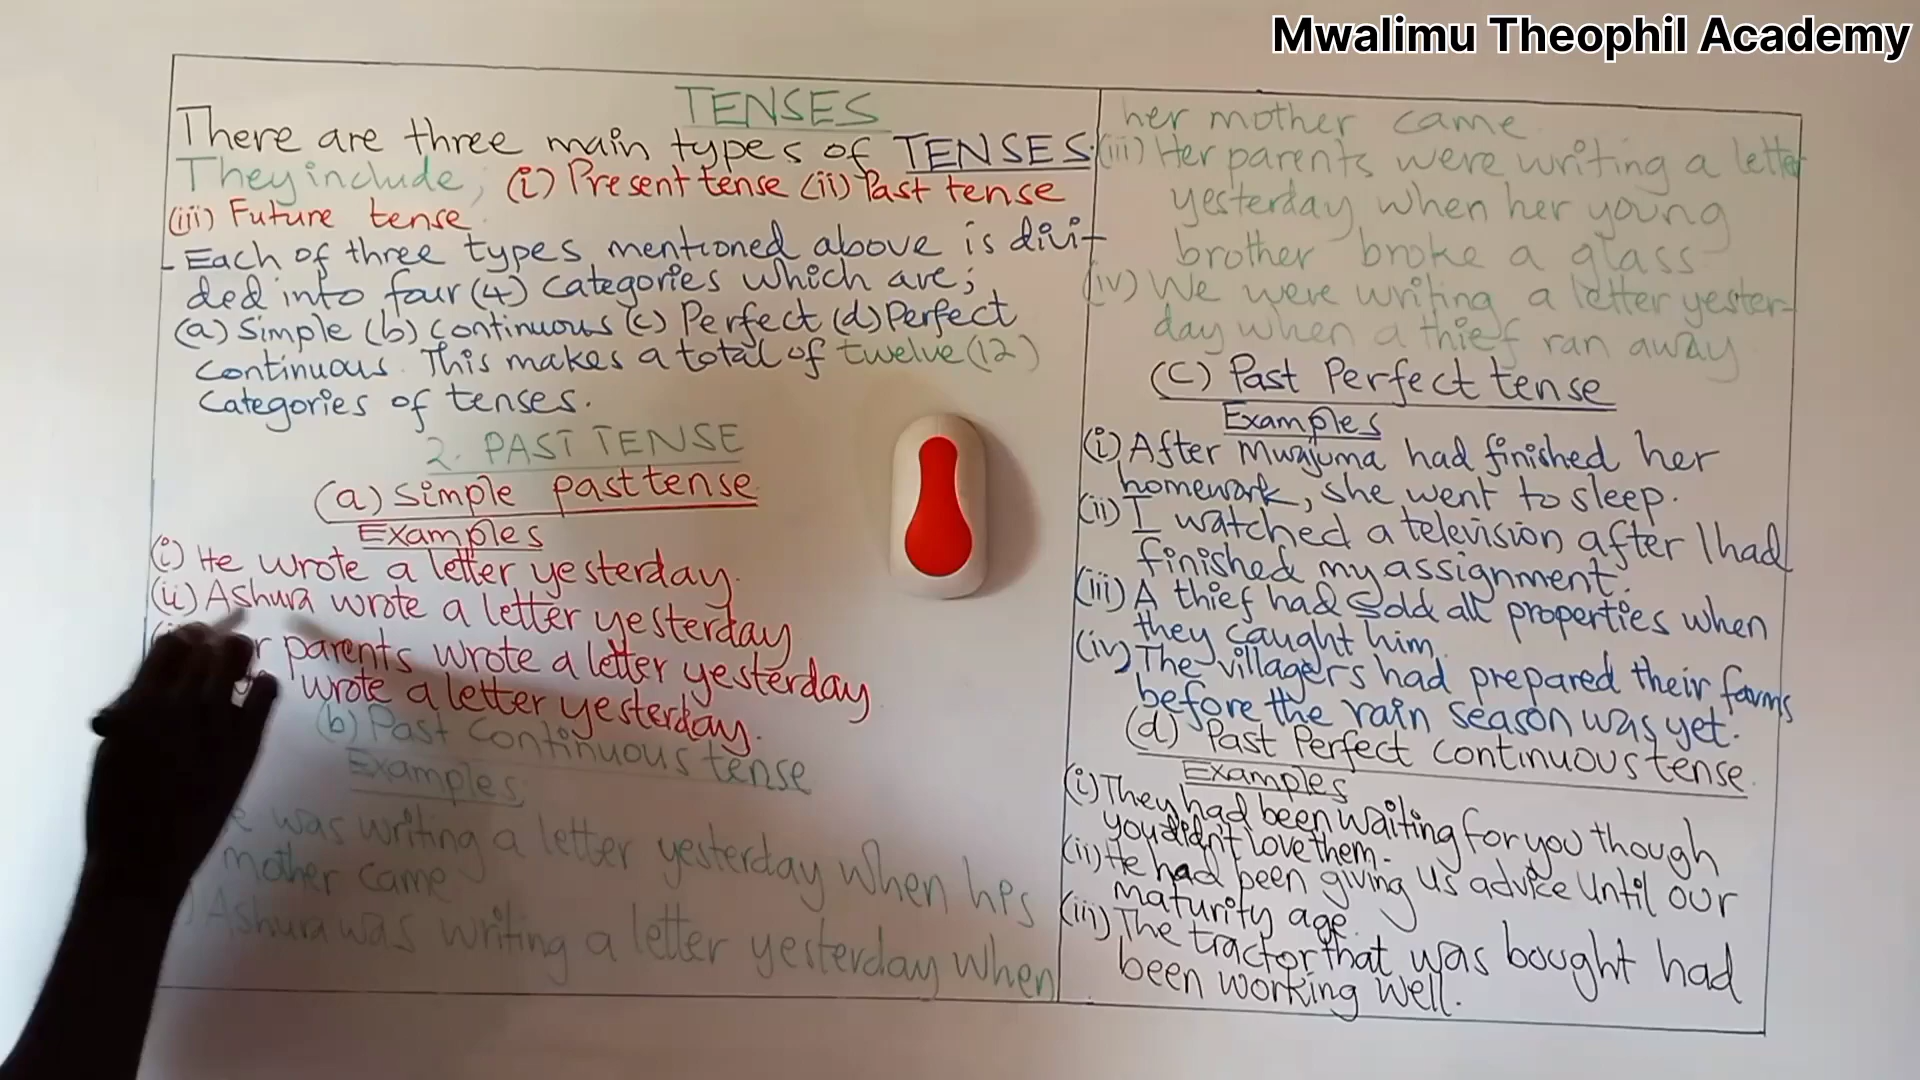 Mwalimu Theophil Academy
TENSES
There are three main types of TENSES.
They include; (i) Present tense (ii) Past tense
(iii) Future tense.
- Each of three types mentioned above is divi-
ded into four (4) categories which are;
(a) Simple (b) continuous (c) Perfect (d) Perfect
continuous. This makes a total of twelve (12)
categories of tenses.
2. PAST TENSE
(a) Simple past tense
Examples
(i) He wrote a letter yesterday.
(ii) Ashura wrote a letter yesterday
parents wrote a letter yesterday
wrote a letter yesterday.
(b) Past continuous tense
Examples;
was writing a letter yesterday when his
mother came
Ashura was writing a letter yesterday when
her mother came.
(iii) Her parents were writing a letter
yesterday when her young
brother broke a glass
(iv) We were writing a letter yester-
day when a thief ran away
(C) Past Perfect tense
Examples
(i) After Mwajuma had finished her
homework, she went to sleep.
(ii) I watched a television after I had
finished my assignment.
(iii) A thief had sold all properties when
they caught him.
(iv) The villagers had prepared their farms
before the rain season was yet.
(d) Past Perfect continuous tense.
Examples
(i) They had been waiting for you though
you didn't love them.
(ii) He had been giving us advice until our
maturity age.
(iii) The tractor that was bought had
been working well.